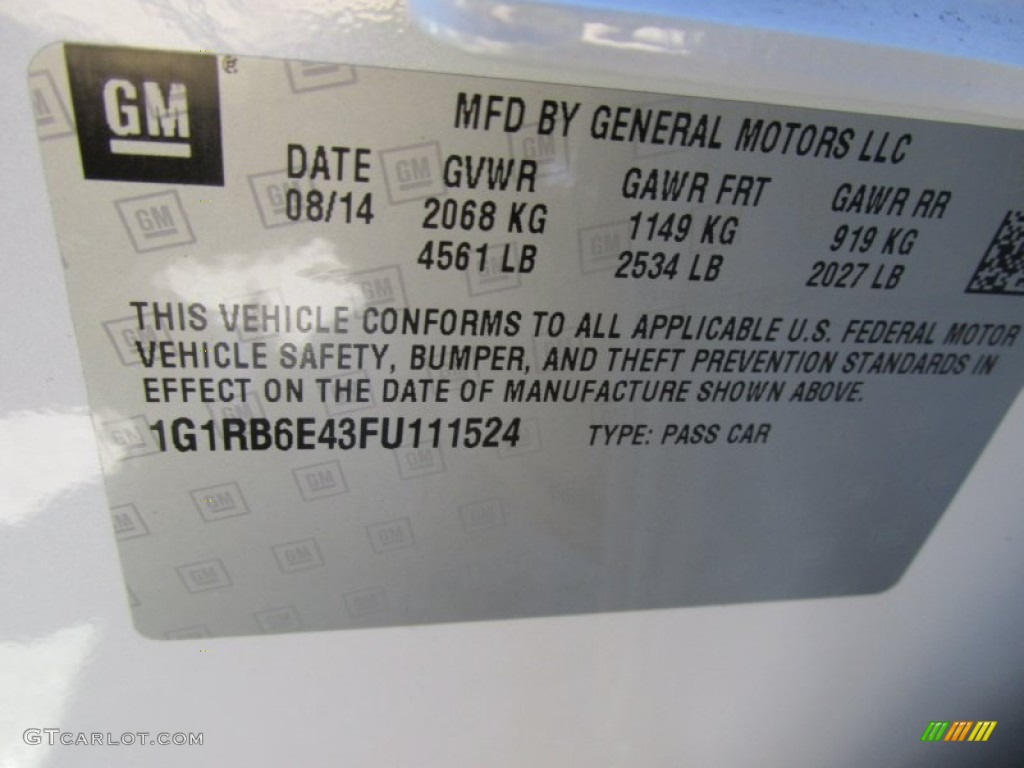 GM
MFD BY GENERAL MOTORS LLC
DATE GVWR GAWR FRT GAWR RR
08/14 2068 KG 1149 KG 919 KG
4561 LB 2534 LB 2027 LB
THIS VEHICLE CONFORMS TO ALL APPLICABLE U.S. FEDERAL MOTOR
VEHICLE SAFETY, BUMPER, AND THEFT PREVENTION STANDARDS IN
EFFECT ON THE DATE OF MANUFACTURE SHOWN ABOVE.
1G1RB6E43FU111524 TYPE: PASS CAR
GTCARLOT.COM